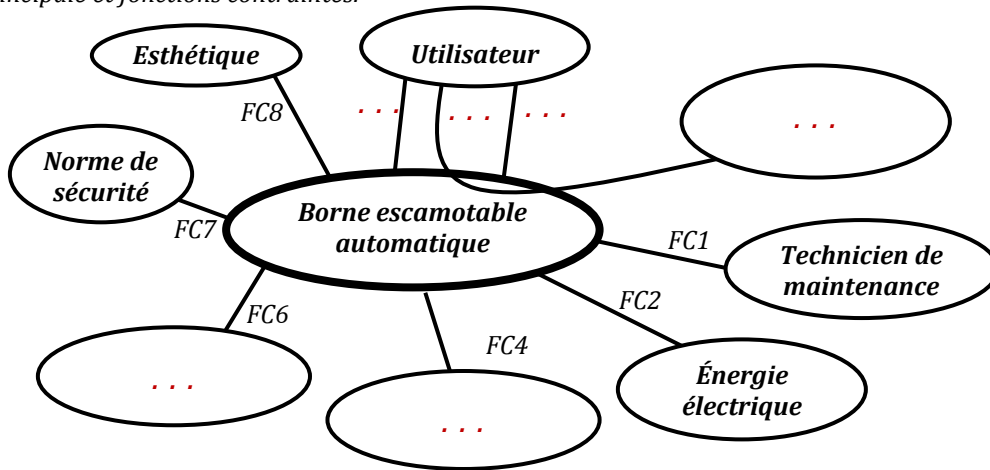 principale et fonctions contraintes.
Esthétique
Utilisateur
FC8
. . .
. . .
. . .
. . .
Norme de
sécurité
FC7
Borne escamotable
automatique
FC1
Technicien de
maintenance
FC2
FC6
FC4
. . .
. . .
Énergie
électrique